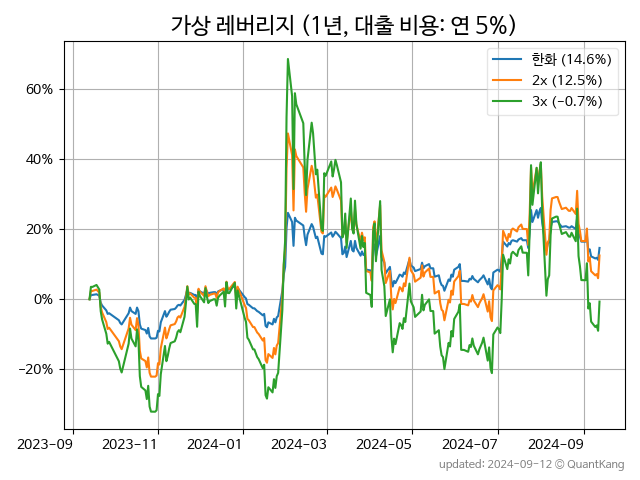 가상 레버리지 (1년, 대출 비용: 연 5%)
한화 (14.6%)
2x (12.5%)
3x (−0.7%)
60%
40%
20%
0%
−20%
2023-09
2023-11
2024-01
2024-03
2024-05
2024-07
2024-09
updated: 2024-09-12 © QuantKang